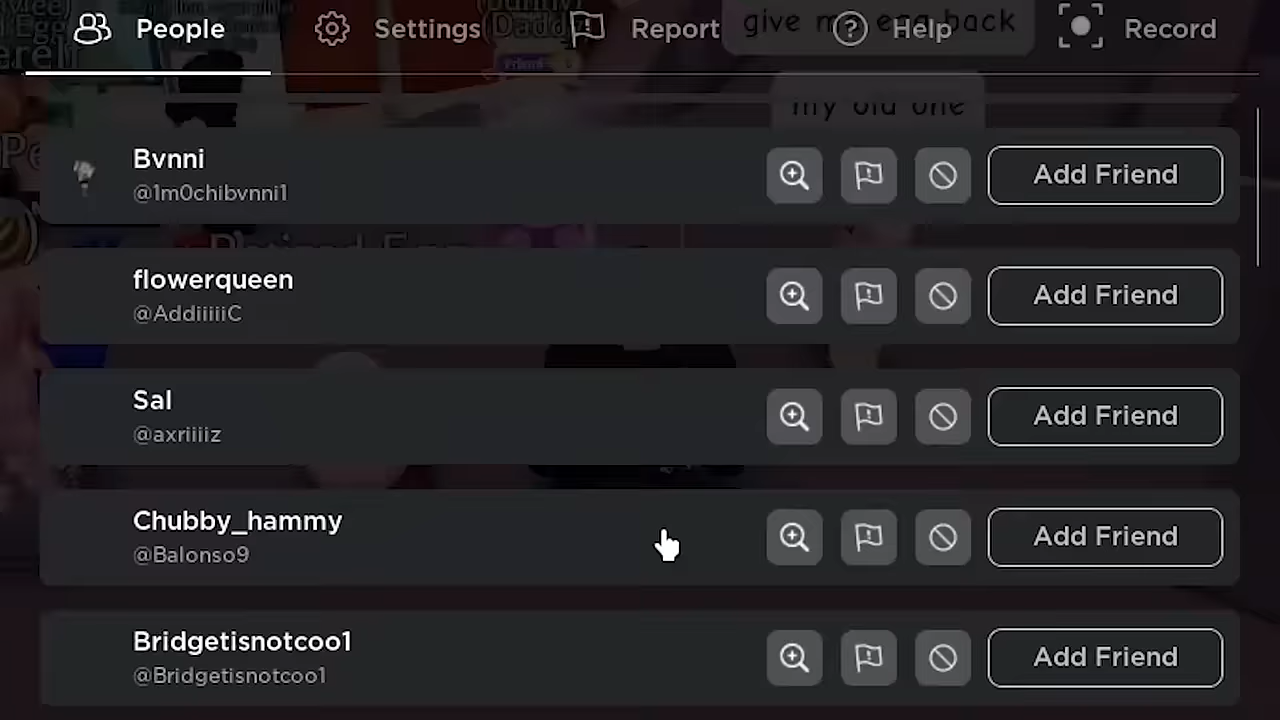 People
Settings
Report
Help
Record
give me egg back
my old one
Bvnni
@1m0chibvnni1
Add Friend
flowerqueen
@AddiiiiiC
Add Friend
Sal
@axriiiiz
Add Friend
Chubby_hammy
@Balonso9
Add Friend
Bridgetisnotcoo1
@Bridgetisnotcoo1
Add Friend